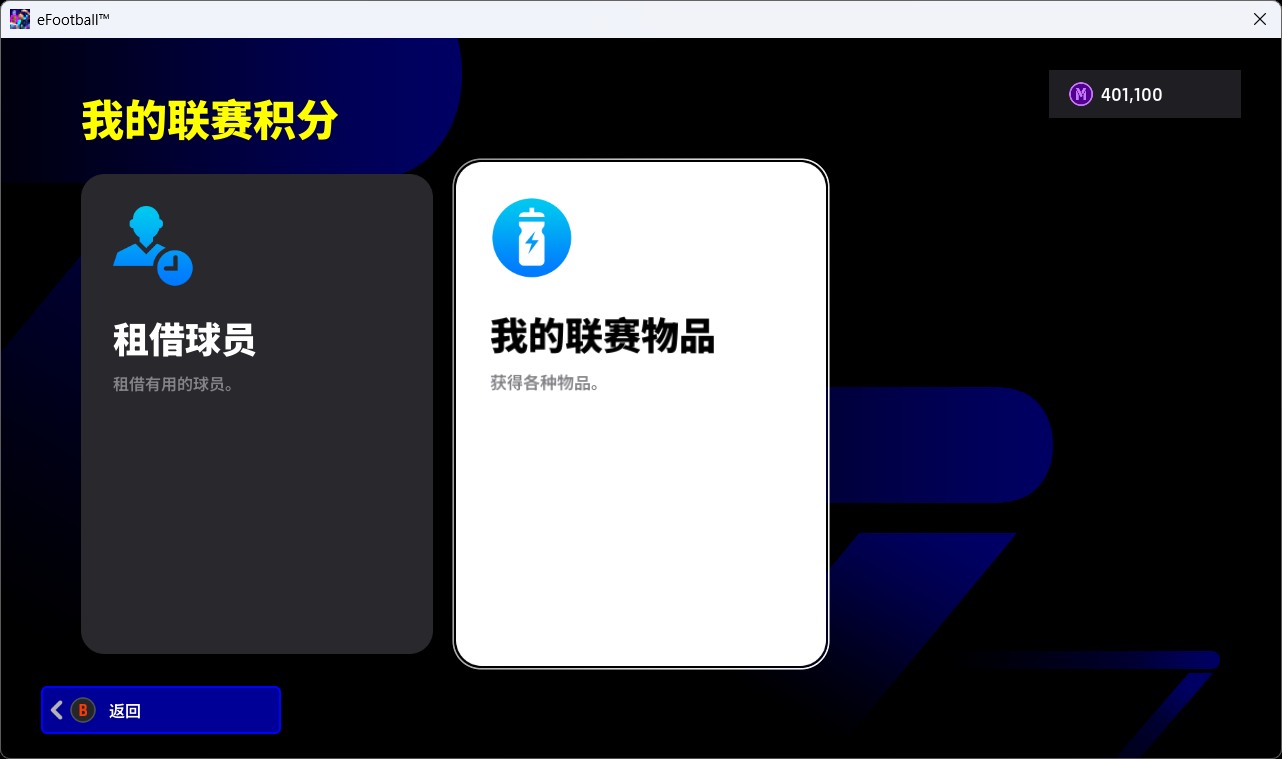 eFootball™
我的联赛积分
401,100
租借球员
租借有用的球员。
我的联赛物品
获得各种物品。
B 返回